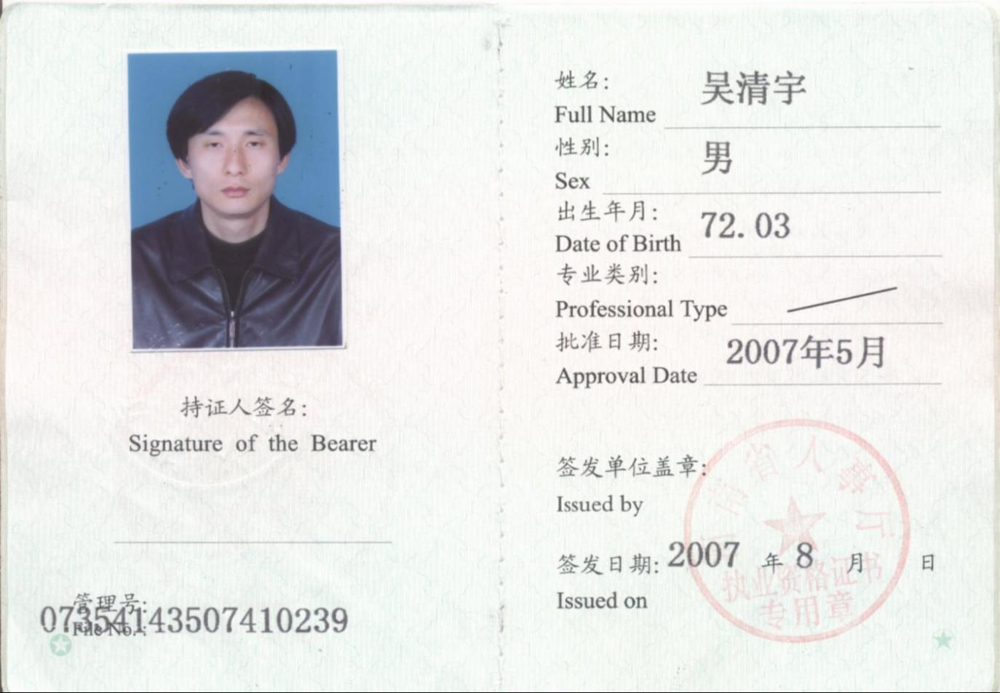 持证人签名:
Signature of the Bearer
管理号:
File No.:
07354143507410239
姓名:
吴清宇
Full Name
性别:
男
Sex
出生年月:
72.03
Date of Birth
专业类别:
Professional Type
批准日期:
2007年5月
Approval Date
签发单位盖章:
Issued by
签发日期: 2007 年 8 月 日
Issued on
河南省人事厅
执业资格证书
专用章